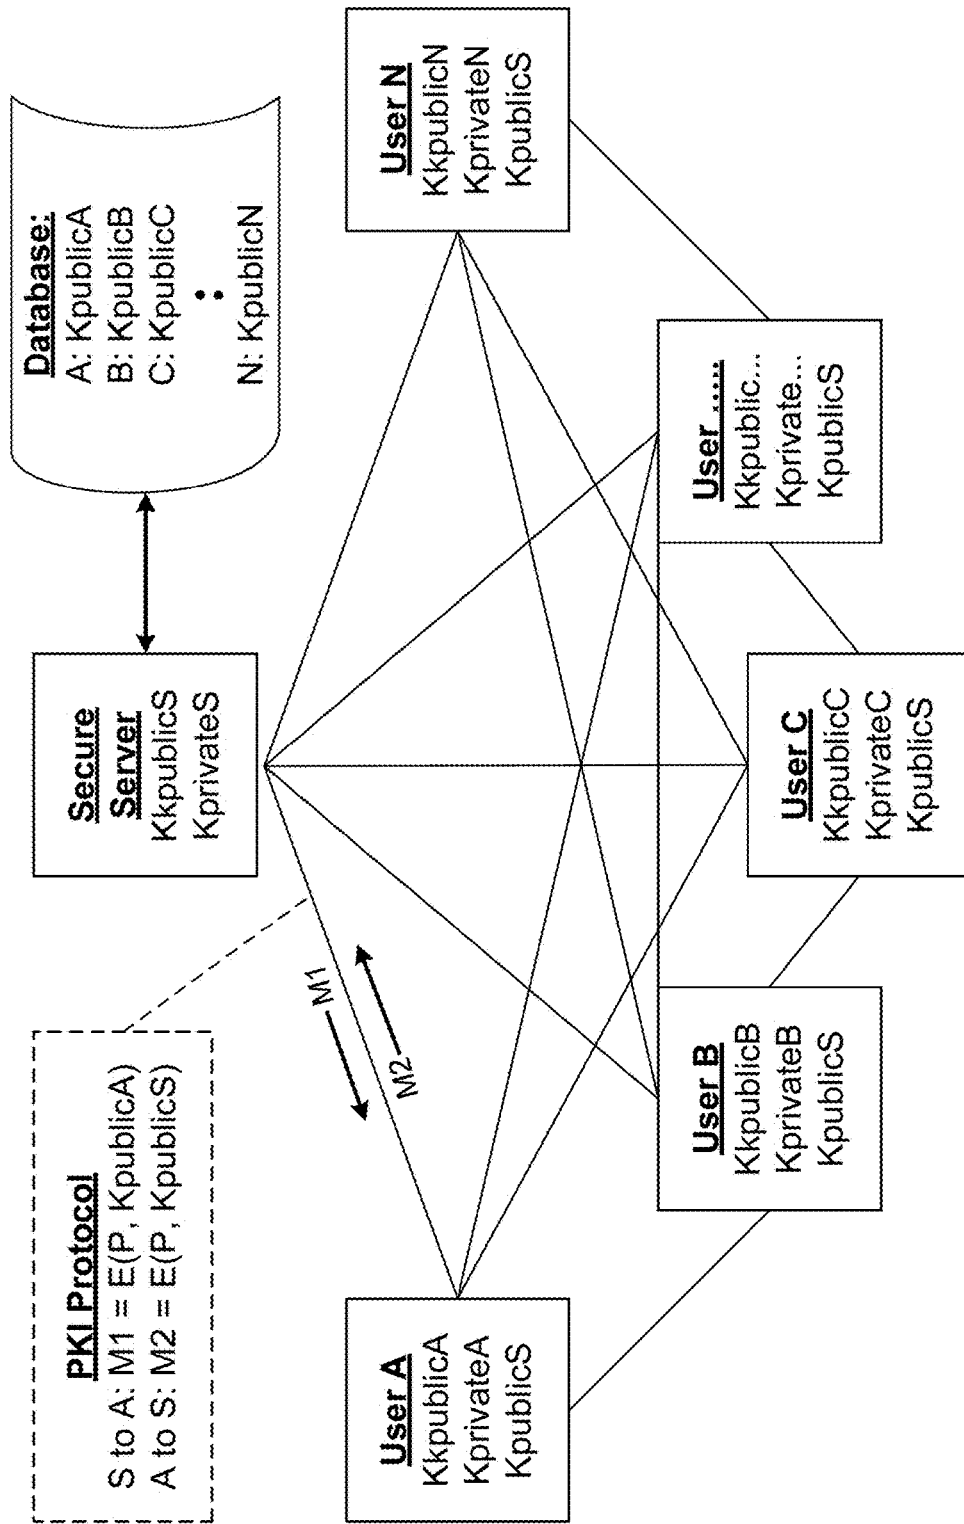 PKI Protocol
S to A: M1 = E(P, KpublicA)
A to S: M2 = E(P, KpublicS)
Secure
Server
KkpublicS
KprivateS
Database:
A: KpublicA
B: KpublicB
C: KpublicC
:
N: KpublicN
M1
M2
User A
KkpublicA
KprivateA
KpublicS
User B
KkpublicB
KprivateB
KpublicS
User C
KkpublicC
KprivateC
KpublicS
User .....
Kkpublic...
Kprivate...
KpublicS
User N
KkpublicN
KprivateN
KpublicS